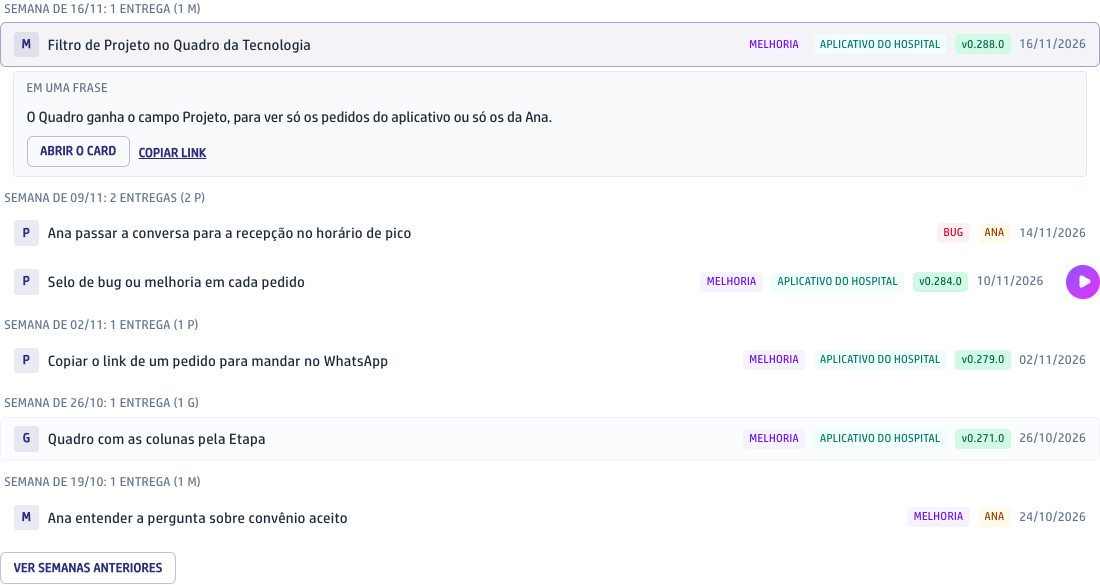 SEMANA DE 16/11: 1 ENTREGA (1 M)
M Filtro de Projeto no Quadro da Tecnologia MELHORIA APLICATIVO DO HOSPITAL v0.288.0 16/11/2026
EM UMA FRASE
O Quadro ganha o campo Projeto, para ver só os pedidos do aplicativo ou só os da Ana.
ABRIR O CARD COPIAR LINK
SEMANA DE 09/11: 2 ENTREGAS (2 P)
P Ana passar a conversa para a recepção no horário de pico BUG ANA 14/11/2026
P Selo de bug ou melhoria em cada pedido MELHORIA APLICATIVO DO HOSPITAL v0.284.0 10/11/2026
SEMANA DE 02/11: 1 ENTREGA (1 P)
P Copiar o link de um pedido para mandar no WhatsApp MELHORIA APLICATIVO DO HOSPITAL v0.279.0 02/11/2026
SEMANA DE 26/10: 1 ENTREGA (1 G)
G Quadro com as colunas pela Etapa MELHORIA APLICATIVO DO HOSPITAL v0.271.0 26/10/2026
SEMANA DE 19/10: 1 ENTREGA (1 M)
M Ana entender a pergunta sobre convênio aceito MELHORIA ANA 24/10/2026
VER SEMANAS ANTERIORES